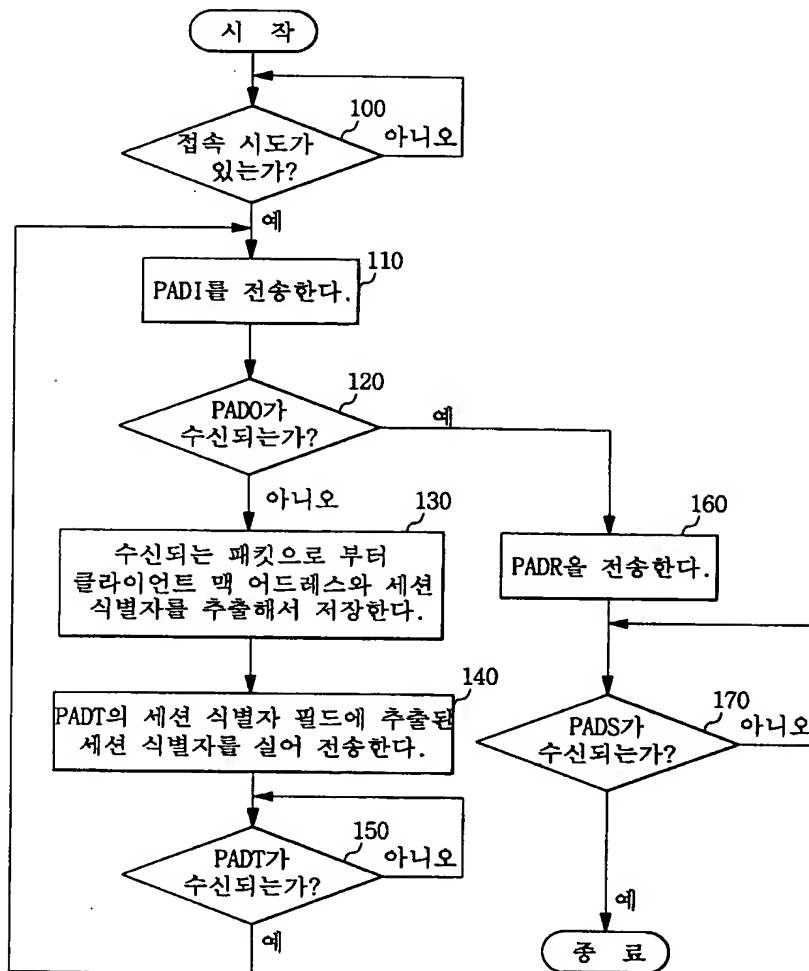 시 작
100
접속 시도가
있는가?
아니오
예
110
PADI를 전송한다.
120
PADO가
수신되는가?
예
아니오
130
수신되는 패킷으로 부터
클라이언트 맥 어드레스와 세션
식별자를 추출해서 저장한다.
160
PADR을 전송한다.
140
PADT의 세션 식별자 필드에 추출된
세션 식별자를 실어 전송한다.
170
PADS가
수신되는가?
아니오
150
PADT가
수신되는가?
아니오
예
예
종 료